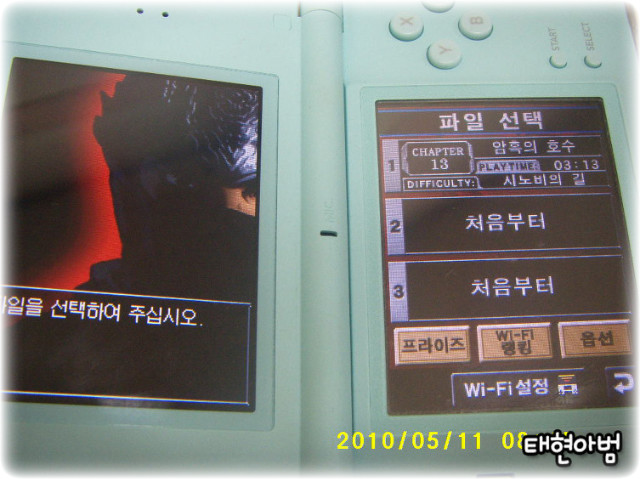 일을 선택하여 주십시오.
X
B
Y
START
SELECT
MIC
파일 선택
1
CHAPTER
13
암흑의 호수
PLAYTIME:
03:13
DIFFICULTY:
시노비의 길
2
처음부터
3
처음부터
프라이즈
Wi-Fi
랭킹
옵션
Wi-Fi설정
2010/05/11 08
태현아범